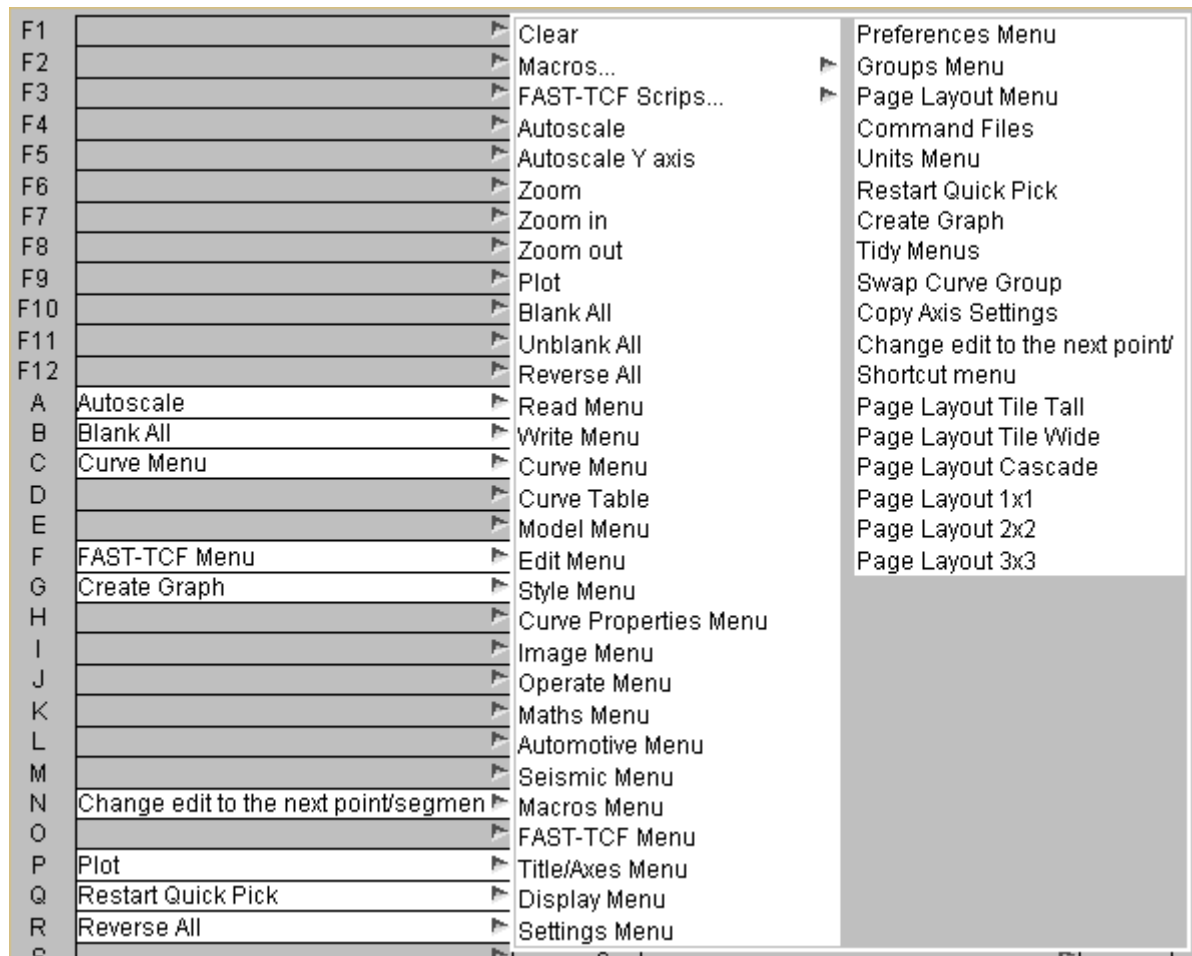 F1 Clear Preferences Menu
F2 Macros... Groups Menu
F3 FAST-TCF Scrips... Page Layout Menu
F4 Autoscale Command Files
F5 Autoscale Y axis Units Menu
F6 Zoom Restart Quick Pick
F7 Zoom in Create Graph
F8 Zoom out Tidy Menus
F9 Plot Swap Curve Group
F10 Blank All Copy Axis Settings
F11 Unblank All Change edit to the next point/
F12 Reverse All Shortcut menu
A Autoscale Read Menu Page Layout Tile Tall
B Blank All Write Menu Page Layout Tile Wide
C Curve Menu Curve Menu Page Layout Cascade
D Curve Table Page Layout 1x1
E Model Menu Page Layout 2x2
F FAST-TCF Menu Edit Menu Page Layout 3x3
G Create Graph Style Menu
H Curve Properties Menu
I Image Menu
J Operate Menu
K Maths Menu
L Automotive Menu
M Seismic Menu
N Change edit to the next point/segmen Macros Menu
O FAST-TCF Menu
P Plot Title/Axes Menu
Q Restart Quick Pick Display Menu
R Reverse All Settings Menu